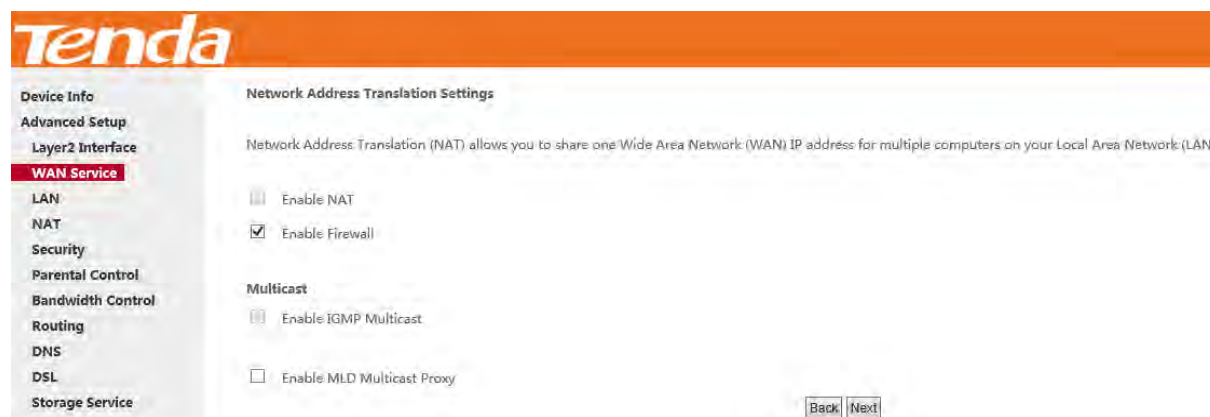 Tenda
Device Info
Advanced Setup
Layer2 Interface
WAN Service
LAN
NAT
Security
Parental Control
Bandwidth Control
Routing
DNS
DSL
Storage Service
Network Address Translation Settings
Network Address Translation (NAT) allows you to share one Wide Area Network (WAN) IP address for multiple computers on your Local Area Network (LAN
Enable NAT
Enable Firewall
Multicast
Enable IGMP Multicast
Enable MLD Multicast Proxy
Back Next